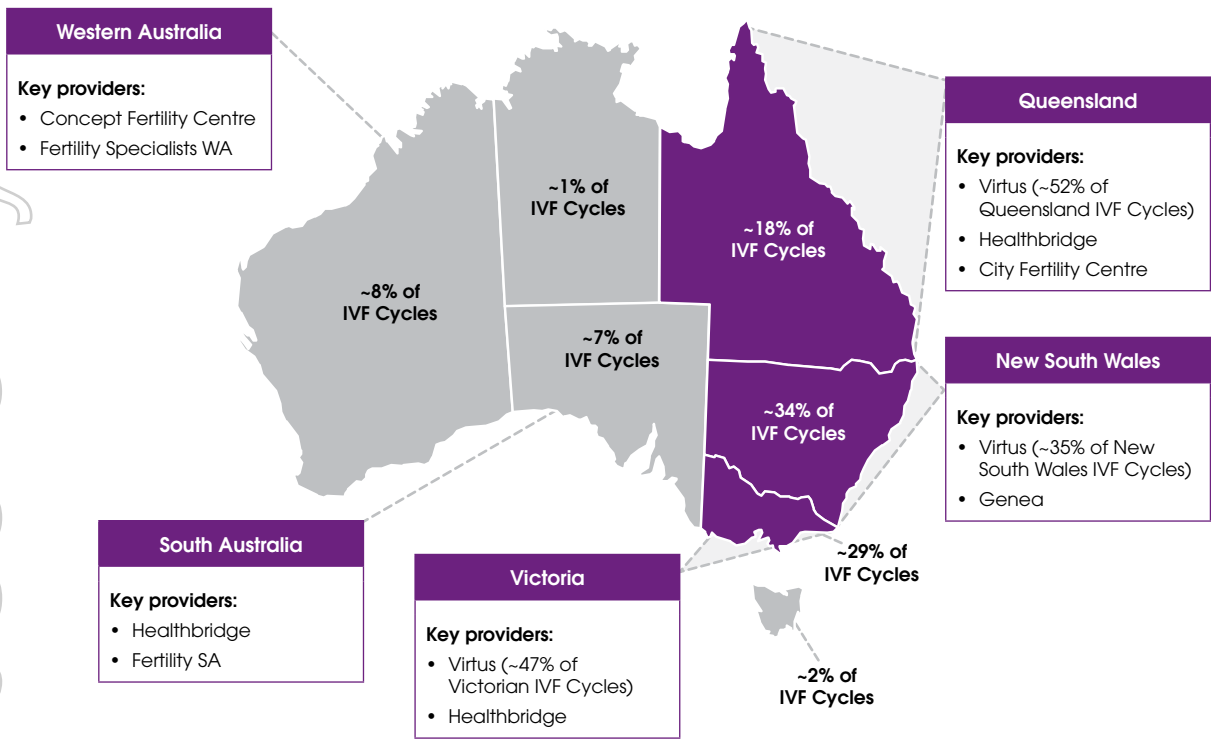 Western Australia
Key providers:
• Concept Fertility Centre
• Fertility Specialists WA
~1% of
IVF Cycles
~8% of
IVF Cycles
~7% of
IVF Cycles
~18% of
IVF Cycles
~34% of
IVF Cycles
Queensland
Key providers:
• Virtus (~52% of
Queensland IVF Cycles)
• Healthbridge
• City Fertility Centre
New South Wales
Key providers:
• Virtus (~35% of New
South Wales IVF Cycles)
• Genea
South Australia
Key providers:
• Healthbridge
• Fertility SA
Victoria
Key providers:
• Virtus (~47% of
Victorian IVF Cycles)
• Healthbridge
~29% of
IVF Cycles
~2% of
IVF Cycles